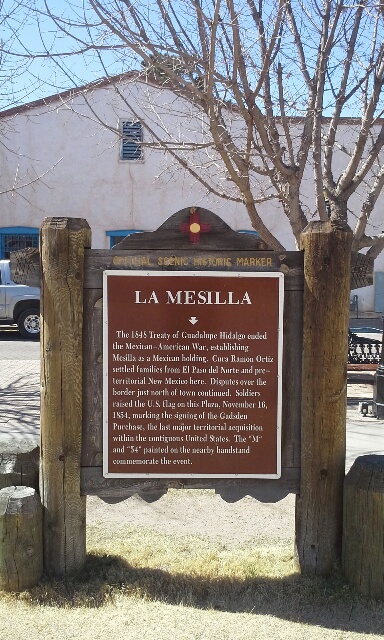 OFFICIAL SCENIC HISTORIC MARKER
LA MESILLA
The 1848 Treaty of Guadalupe Hidalgo ended
the Mexican-American War, establishing
Mesilla as a Mexican holding. Cura Ramon Ortiz
settled families from El Paso del Norte and pre-
territorial New Mexico here. Disputes over the
border just north of town continued. Soldiers
raised the U.S. flag on this Plaza, November 16,
1854, marking the signing of the Gadsden
Purchase, the last major territorial acquisition
within the contiguous United States. The "M"
and "54" painted on the nearby bandstand
commemorate the event.